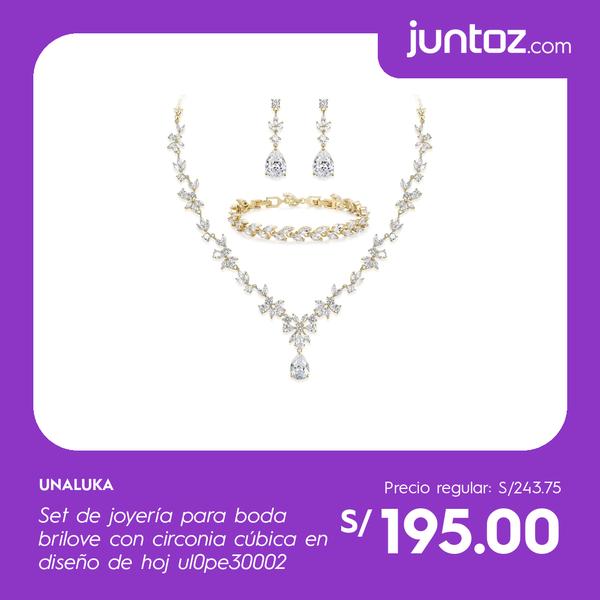 juntoz.com
UNALUKA
Set de joyería para boda
brilove con circonia cúbica en
diseño de hoj ul0pe30002
Precio regular: S/243.75
S/195.00